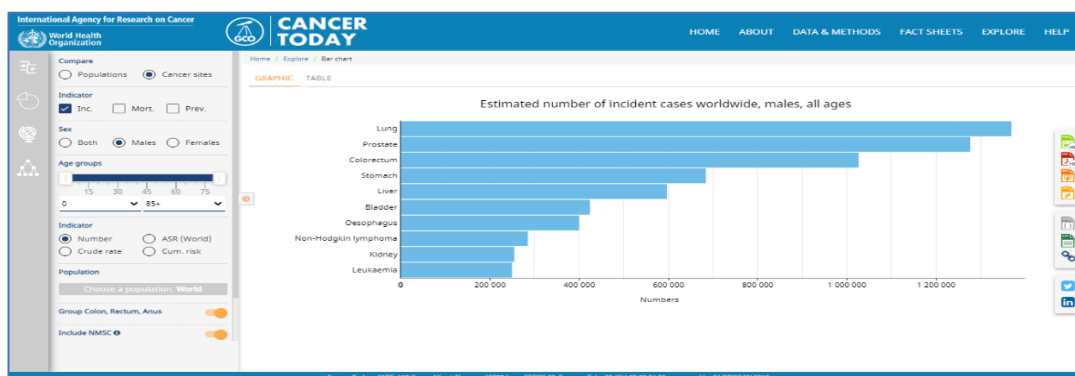 International Agency for Research on Cancer
World Health
Organization
GCO
CANCER
TODAY
HOME ABOUT DATA & METHODS FACT SHEETS EXPLORE HELP
Compare
Populations Cancer sites
Indicator
Inc. Mort. Prev.
Sex
Both Males Females
Age groups
15 30 45 60 75
0 85+
Indicator
Number ASR (World)
Crude rate Cum. risk
Population
Choose a population: World
Group Colon, Rectum, Anus
Include NMSC
Home / Explore / Bar chart
GRAPHIC TABLE
Estimated number of incident cases worldwide, males, all ages
Lung
Prostate
Colorectum
Stomach
Liver
Bladder
Oesophagus
Non-Hodgkin lymphoma
Kidney
Leukaemia
0 200 000 400 000 600 000 800 000 1 000 000 1 200 000
Numbers
in